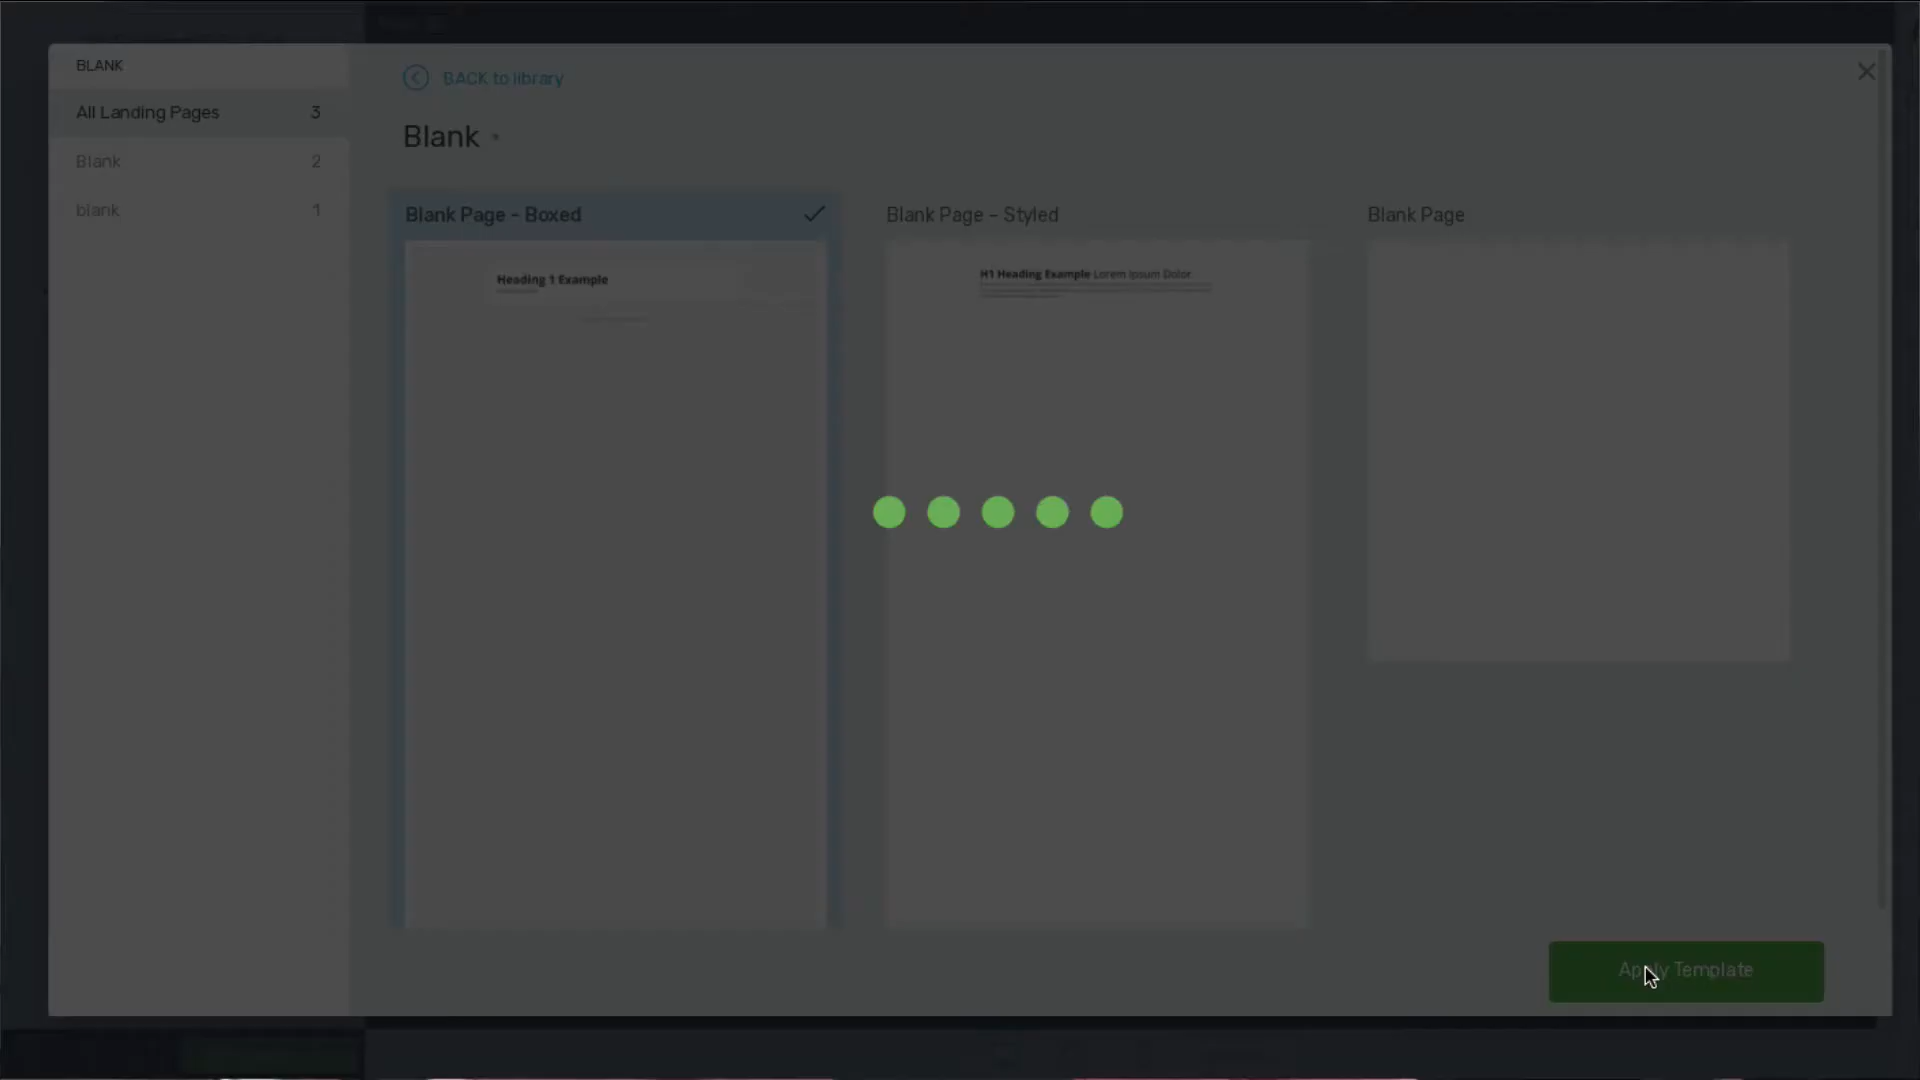 BLANK
All Landing Pages 3
Blank 2
blank 1
BACK to library
Blank
Blank Page - Boxed
Heading 1 Example
Blank Page - Styled
H1 Heading Example Lorem Ipsum Dolor
Blank Page
Apply Template